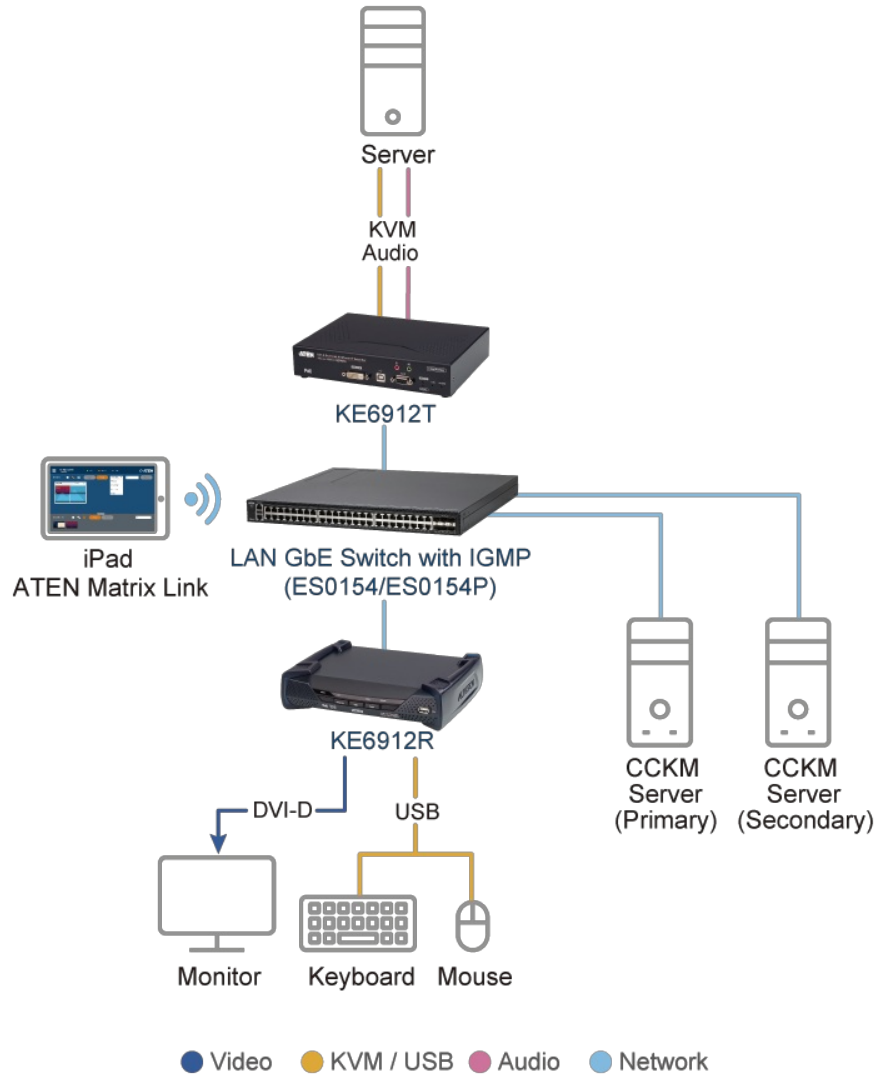 Server
KVM
Audio
ATEN
KE6912T
iPad
ATEN Matrix Link
LAN GbE Switch with IGMP
(ES0154/ES0154P)
KE6912R
DVI-D
USB
CCKM
Server
(Primary)
CCKM
Server
(Secondary)
Monitor
Keyboard
Mouse
Video
KVM / USB
Audio
Network